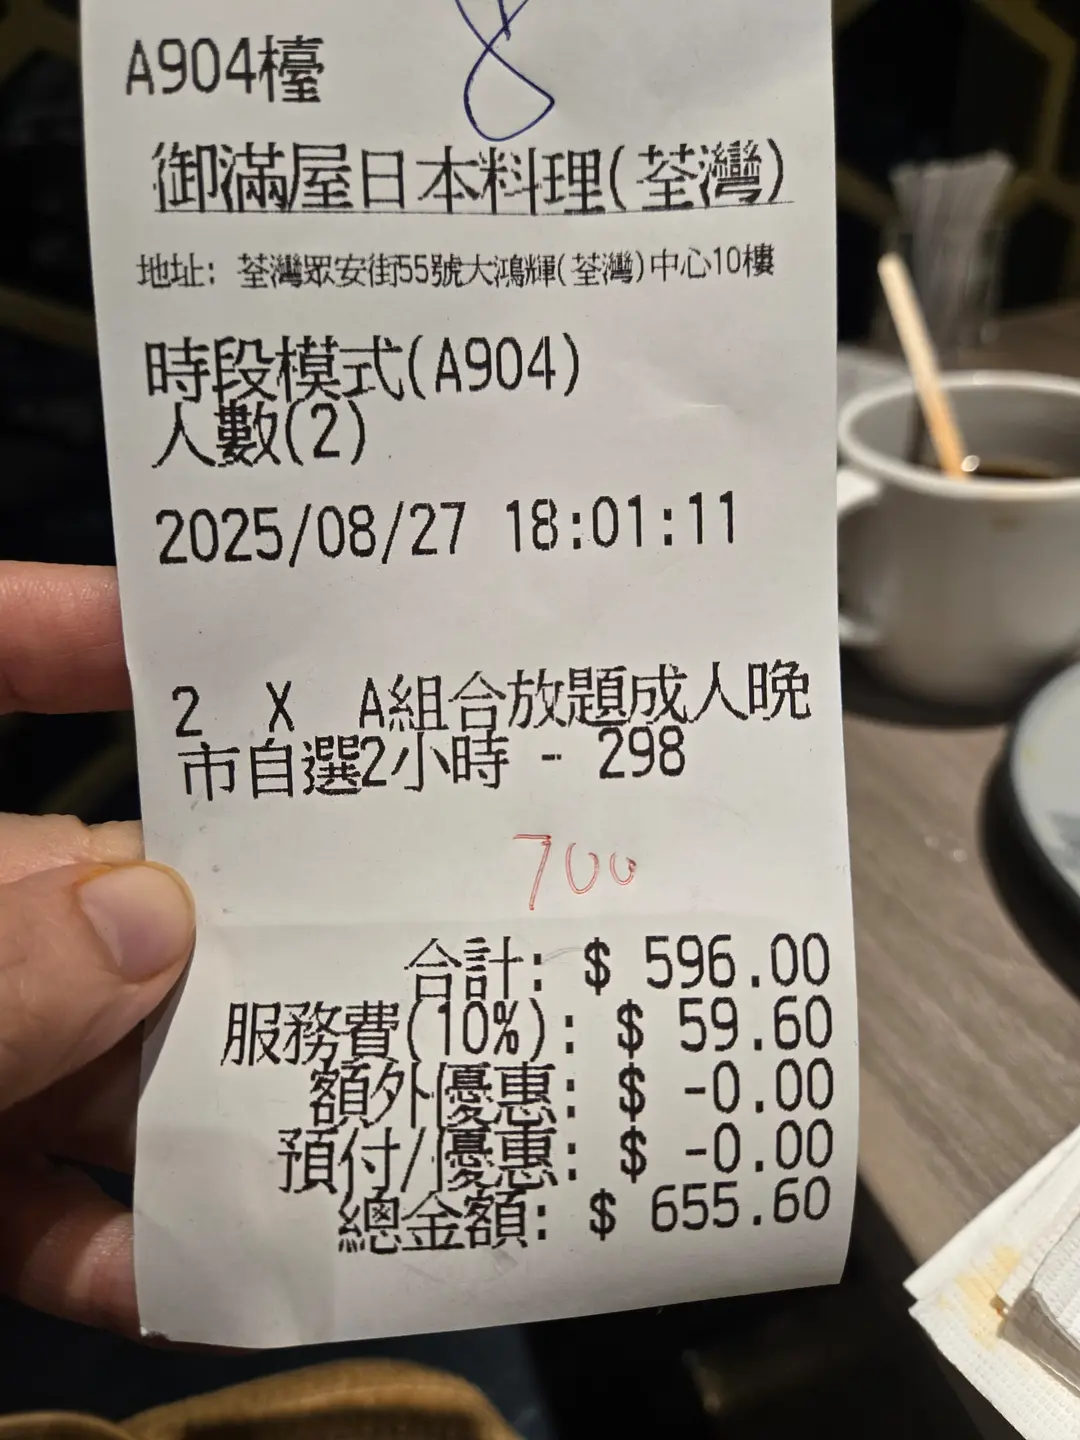 8
A904檯
御滿屋日本料理(荃灣)
地址: 荃灣眾安街55號大鴻輝(荃灣)中心10樓
時段模式(A904)
人數(2)
2025/08/27 18:01:11
2 X A組合放題成人晚
市自選2小時 - 298
700
合計: $ 596.00
服務費(10%): $ 59.60
額外優惠: $ -0.00
預付/優惠: $ -0.00
總金額: $ 655.60